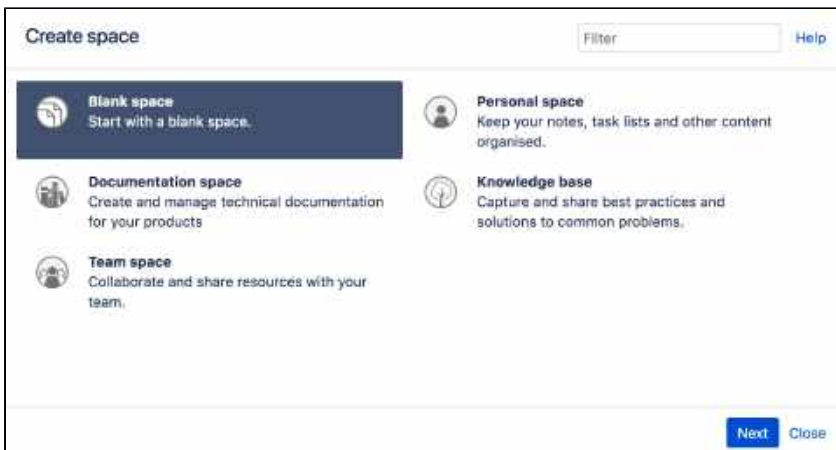 Create space
Filter
Help
Blank space
Start with a blank space.
Personal space
Keep your notes, task lists and other content
organised.
Documentation space
Create and manage technical documentation
for your products
Knowledge base
Capture and share best practices and
solutions to common problems.
Team space
Collaborate and share resources with your
team.
Next
Close